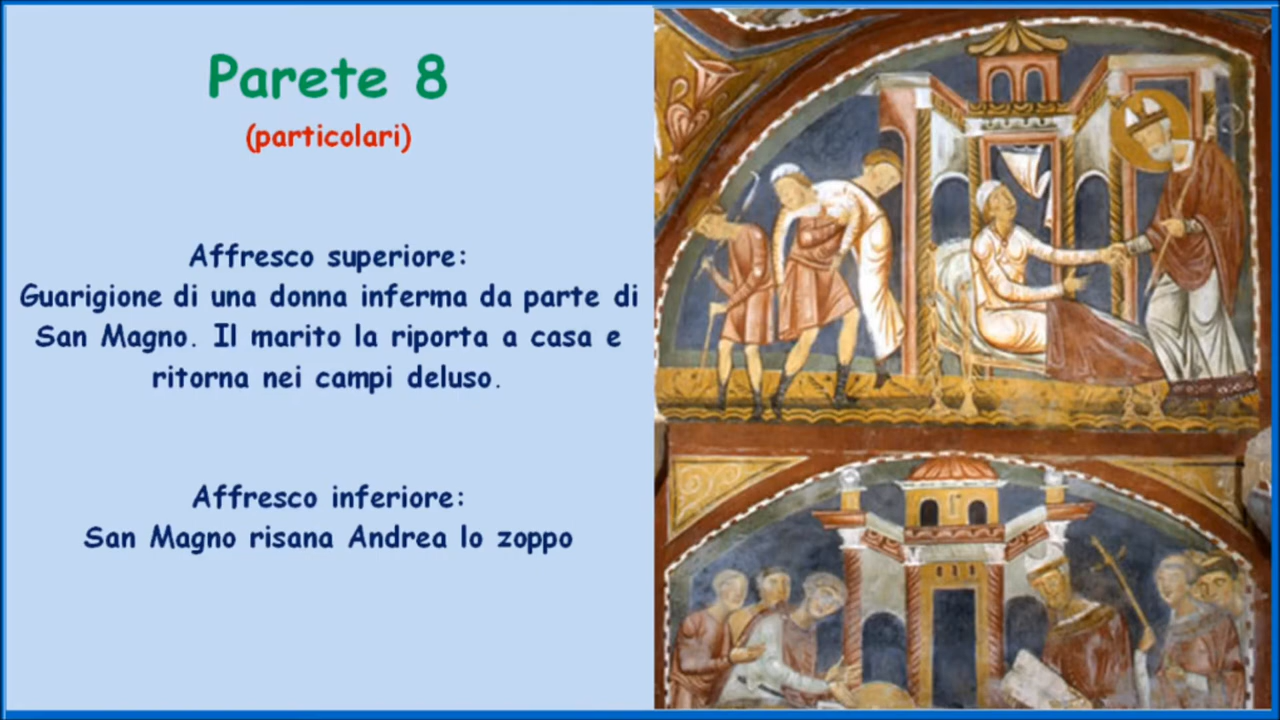 Parete 8
(particolari)
Affresco superiore:
Guarigione di una donna inferma da parte di
San Magno. Il marito la riporta a casa e
ritorna nei campi deluso.
Affresco inferiore:
San Magno risana Andrea lo zoppo